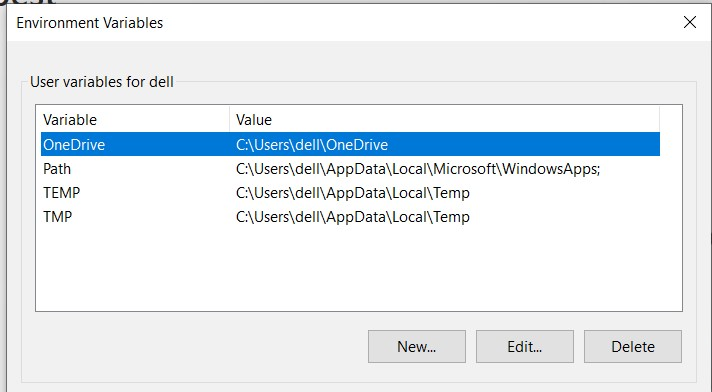 Environment Variables
User variables for dell
Variable Value
OneDrive C:\Users\dell\OneDrive
Path C:\Users\dell\AppData\Local\Microsoft\WindowsApps;
TEMP C:\Users\dell\AppData\Local\Temp
TMP C:\Users\dell\AppData\Local\Temp
New... Edit... Delete